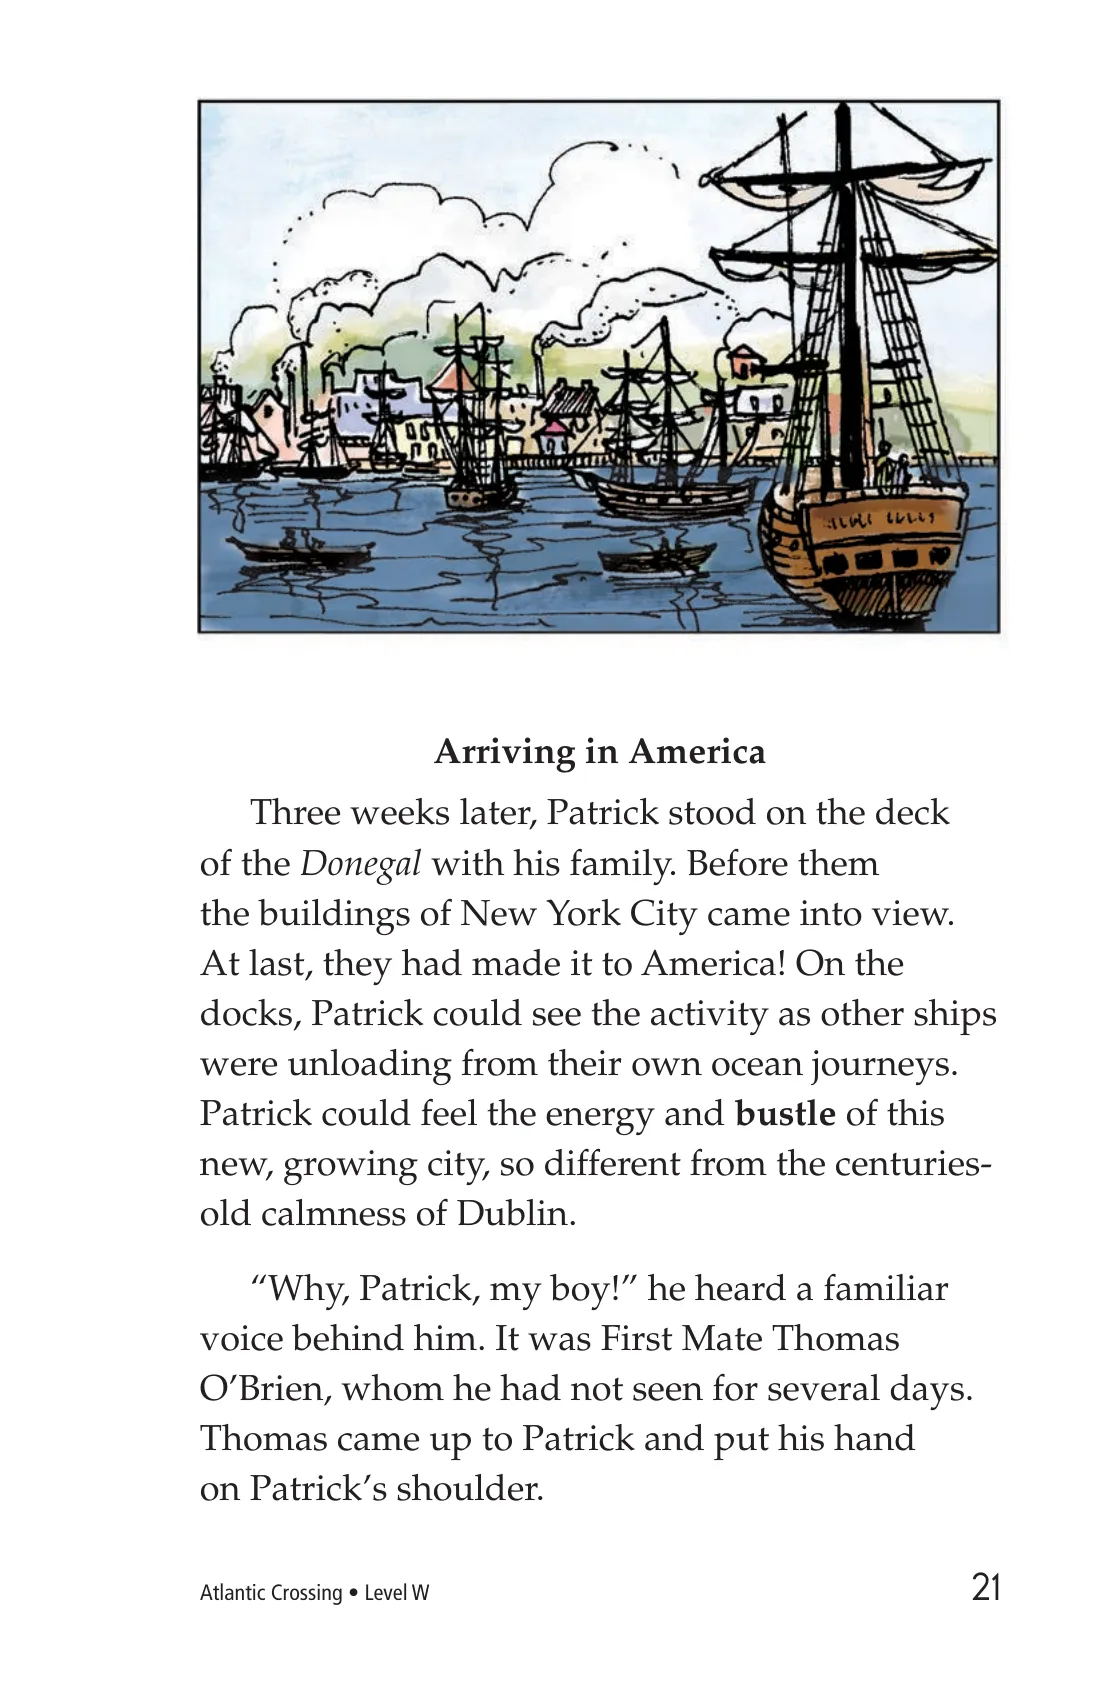 Arriving in America
Three weeks later, Patrick stood on the deck
of the Donegal with his family. Before them
the buildings of New York City came into view.
At last, they had made it to America! On the
docks, Patrick could see the activity as other ships
were unloading from their own ocean journeys.
Patrick could feel the energy and bustle of this
new, growing city, so different from the centuries-
old calmness of Dublin.
“Why, Patrick, my boy!” he heard a familiar
voice behind him. It was First Mate Thomas
O’Brien, whom he had not seen for several days.
Thomas came up to Patrick and put his hand
on Patrick’s shoulder.
Atlantic Crossing • Level W
21